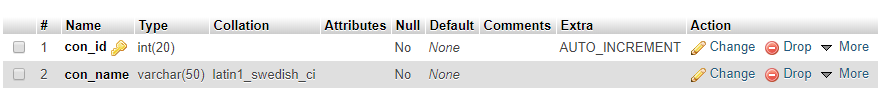 # Name Type Collation Attributes Null Default Comments Extra Action
1 con_id int(20) No None AUTO_INCREMENT Change Drop More
2 con_name varchar(50) latin1_swedish_ci No None Change Drop More